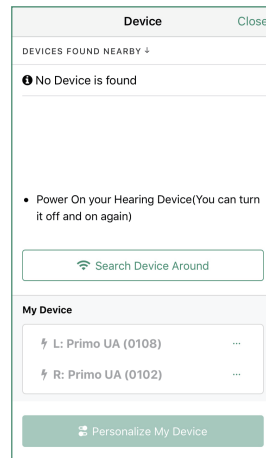 Device
Close
DEVICES FOUND NEARBY ↓
No Device is found
• Power On your Hearing Device(You can turn
it off and on again)
Search Device Around
My Device
L: Primo UA (0108) ...
R: Primo UA (0102) ...
Personalize My Device